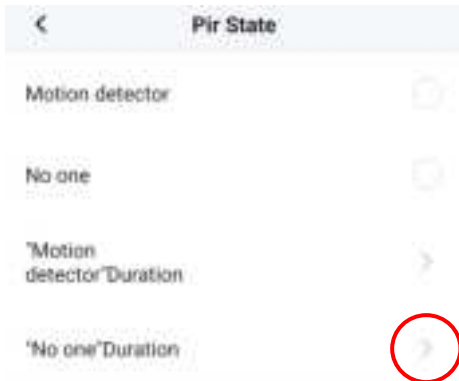 Pir State
Motion detector
No one
"Motion
detector"Duration
"No one"Duration